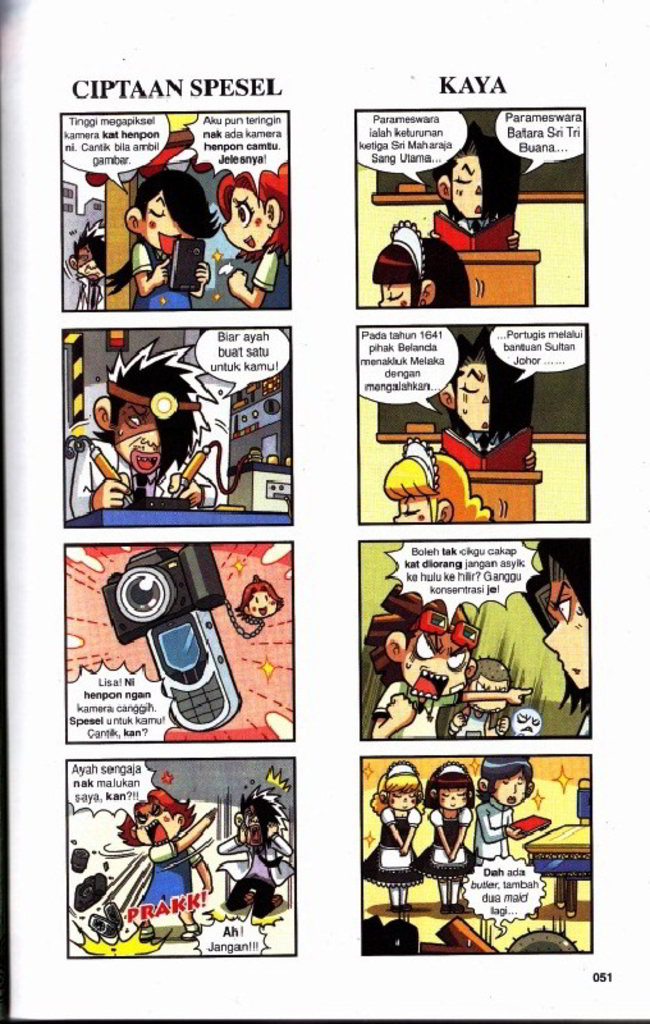 CIPTAAN SPESEL
Tinggi megapiksel
kamera kat henpon
ni. Cantik bila ambil
gambar.
Aku pun teringin
nak ada kamera
henpon camtu.
Jelesnya!
Biar ayah
buat satu
untuk kamu!
Lisa! Ni
henpon ngan
kamera canggih.
Spesel untuk kamu!
Cantik, kan?
Ayah sengaja
nak malukan
saya, kan?!!
PRAKK!
Ah!
Jangan!!!
KAYA
Parameswara
ialah keturunan
ketiga Sri Maharaja
Sang Utama...
Parameswara
Batara Sri Tri
Buana...
Pada tahun 1641
pihak Belanda
menakluk Melaka
dengan
mengalahkan...
...Portugis melalui
bantuan Sultan
Johor ......
Boleh tak cikgu cakap
kat diorang jangan asyik
ke hulu ke hilir? Ganggu
konsentrasi je!
Dah ada
butler, tambah
dua maid
lagi...
051